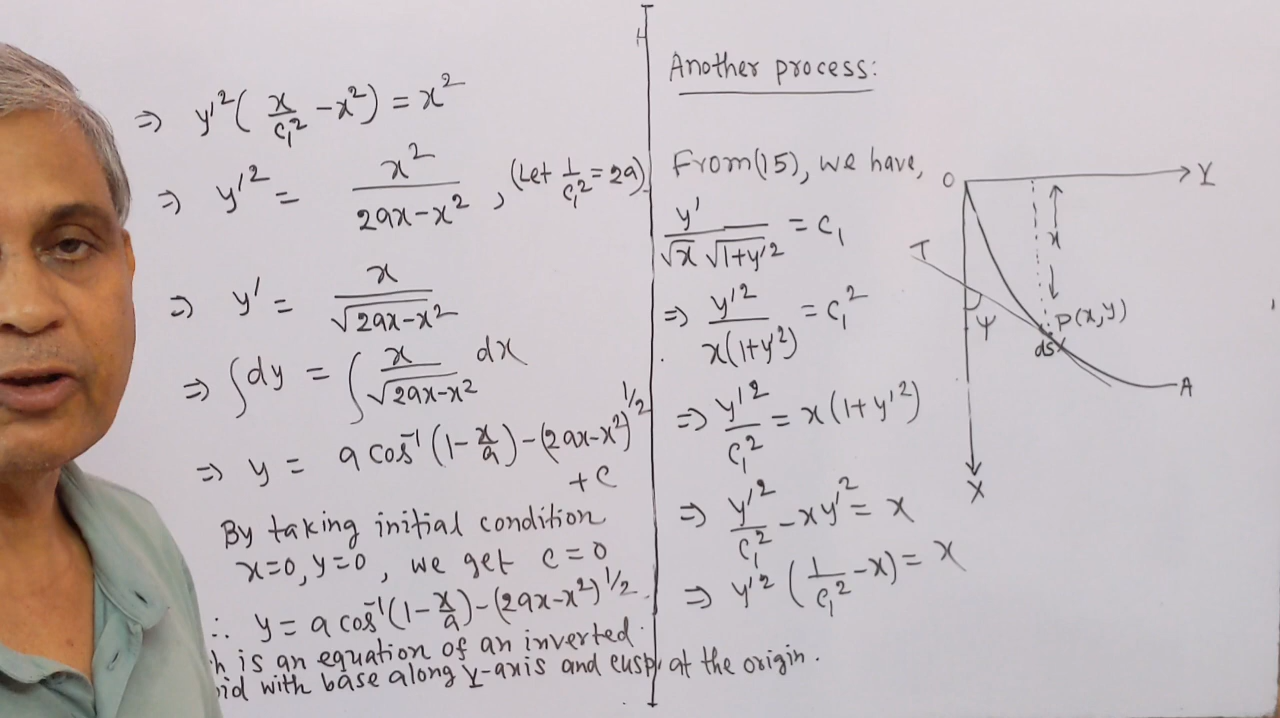 ⇒ y'² ( x/c₁² − x² ) = x²
⇒ y'² = x²/(2ax−x²) , (Let 1/c₁² = 2a)
⇒ y' = x/√(2ax−x²)
⇒ ∫dy = ∫ x/√(2ax−x²) dx
⇒ y = a cos⁻¹(1−x/a) − (2ax−x²)^1/2
+ c
By taking initial condition
x=0, y=0 , we get c=0
∴ y = a cos⁻¹(1−x/a) − (2ax−x²)^1/2
h is an equation of an inverted
oid with base along Y-axis and cusp at the origin.
Another process:
From (15), we have,
y'/(√x √(1+y'²)) = c₁
⇒ y'²/(x(1+y'²)) = c₁²
⇒ y'²/c₁² = x(1+y'²)
⇒ y'²/c₁² − xy'² = x
⇒ y'² ( 1/c₁² − x) = x
O
Y
x
T
P(x,y)
ψ
ds
A
X